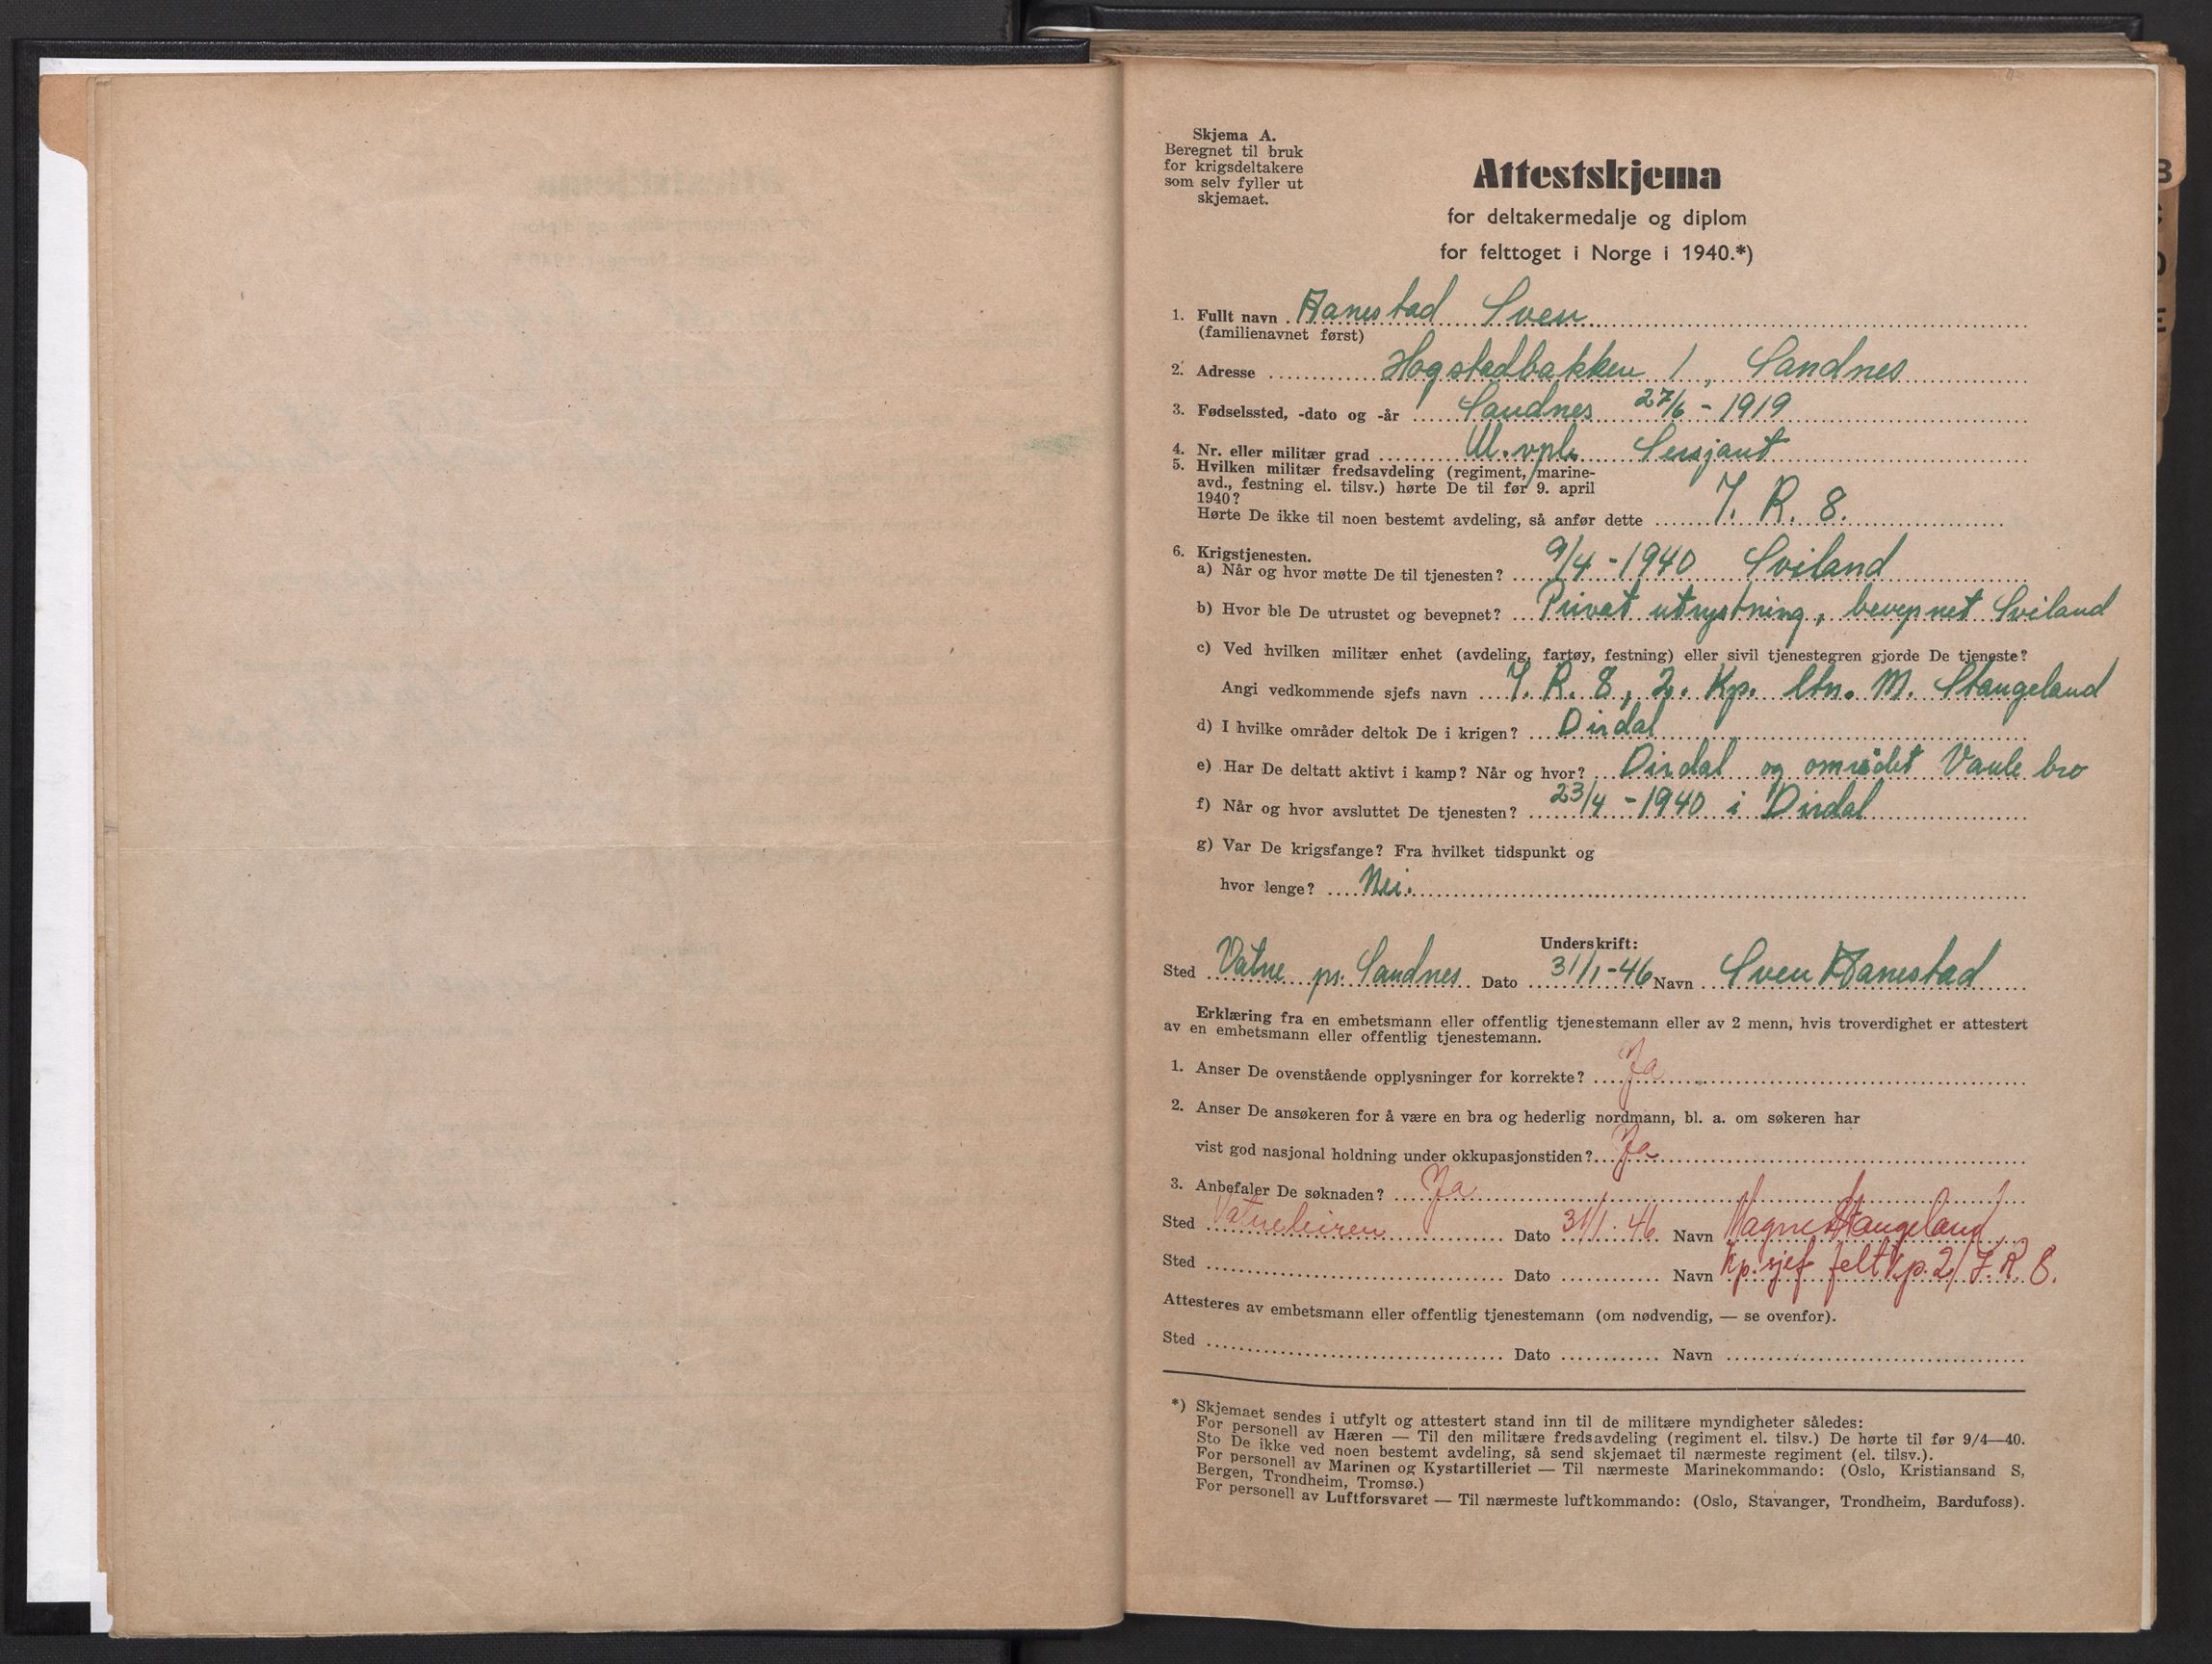 Skjema A.
Beregnet til bruk
for krigsdeltakere
som selv fyller ut
skjemaet.
Attestskjema
for deltakermedalje og diplom
for felttoget i Norge i 1940.*)
1. Fullt navn . Aanestad Sven
(familienavnet først)
2. Adresse Hogstadbakken 1, Sandnes
3. Fødselssted, -dato og -år Sandnes 27/6 - 1919
4. Nr. eller militær grad U.vpl. Sersjant
5. Hvilken militær fredsavdeling (regiment, marine-
avd., festning el. tilsv.) hørte De til før 9. april
1940?
Hørte De ikke til noen bestemt avdeling, så anfør dette I. R. 8.
6. Krigstjenesten.
a) Når og hvor møtte De til tjenesten? 9/4 - 1940 Sviland
b) Hvor ble De utrustet og bevepnet? Privat utrystning, bevepnet Sviland
c) Ved hvilken militær enhet (avdeling, fartøy, festning) eller sivil tjenestegren gjorde De tjeneste?
Angi vedkommende sjefs navn I. R. 8, 2. Kp. ltn. M. Stangeland
d) I hvilke områder deltok De i krigen? Dirdal
e) Har De deltatt aktivt i kamp? Når og hvor? Dirdal og området Vaule bro
f) Når og hvor avsluttet De tjenesten? 23/4 - 1940 i Dirdal
g) Var De krigsfange? Fra hvilket tidspunkt og
hvor lenge? Nei.
Underskrift:
Sted Vatne pr. Sandnes Dato 31/1-46 Navn Sven Aanestad
Erklæring fra en embetsmann eller offentlig tjenestemann eller av 2 menn, hvis troverdighet er attestert
av en embetsmann eller offentlig tjenestemann.
1. Anser De ovenstående opplysninger for korrekte? Ja
2. Anser De ansøkeren for å være en bra og hederlig nordmann, bl. a. om søkeren har
vist god nasjonal holdning under okkupasjonstiden? Ja
3. Anbefaler De søknaden? Ja
Sted Vatneleiren Dato 31/1. 46 Navn Magne Stangeland
Sted Dato Navn Kp.sjef felt Kp. 2/I.R. 8.
Attesteres av embetsmann eller offentlig tjenestemann (om nødvendig, — se ovenfor).
Sted Dato Navn
*) Skjemaet sendes i utfylt og attestert stand inn til de militære myndigheter således:
For personell av Hæren — Til den militære fredsavdeling (regiment el. tilsv.) De hørte til før 9/4—40.
Sto De ikke ved noen bestemt avdeling, så send skjemaet til nærmeste regiment (el. tilsv.).
For personell av Marinen og Kystartilleriet — Til nærmeste Marinekommando: (Oslo, Kristiansand S,
Bergen, Trondheim, Tromsø.)
For personell av Luftforsvaret — Til nærmeste luftkommando: (Oslo, Stavanger, Trondheim, Bardufoss).